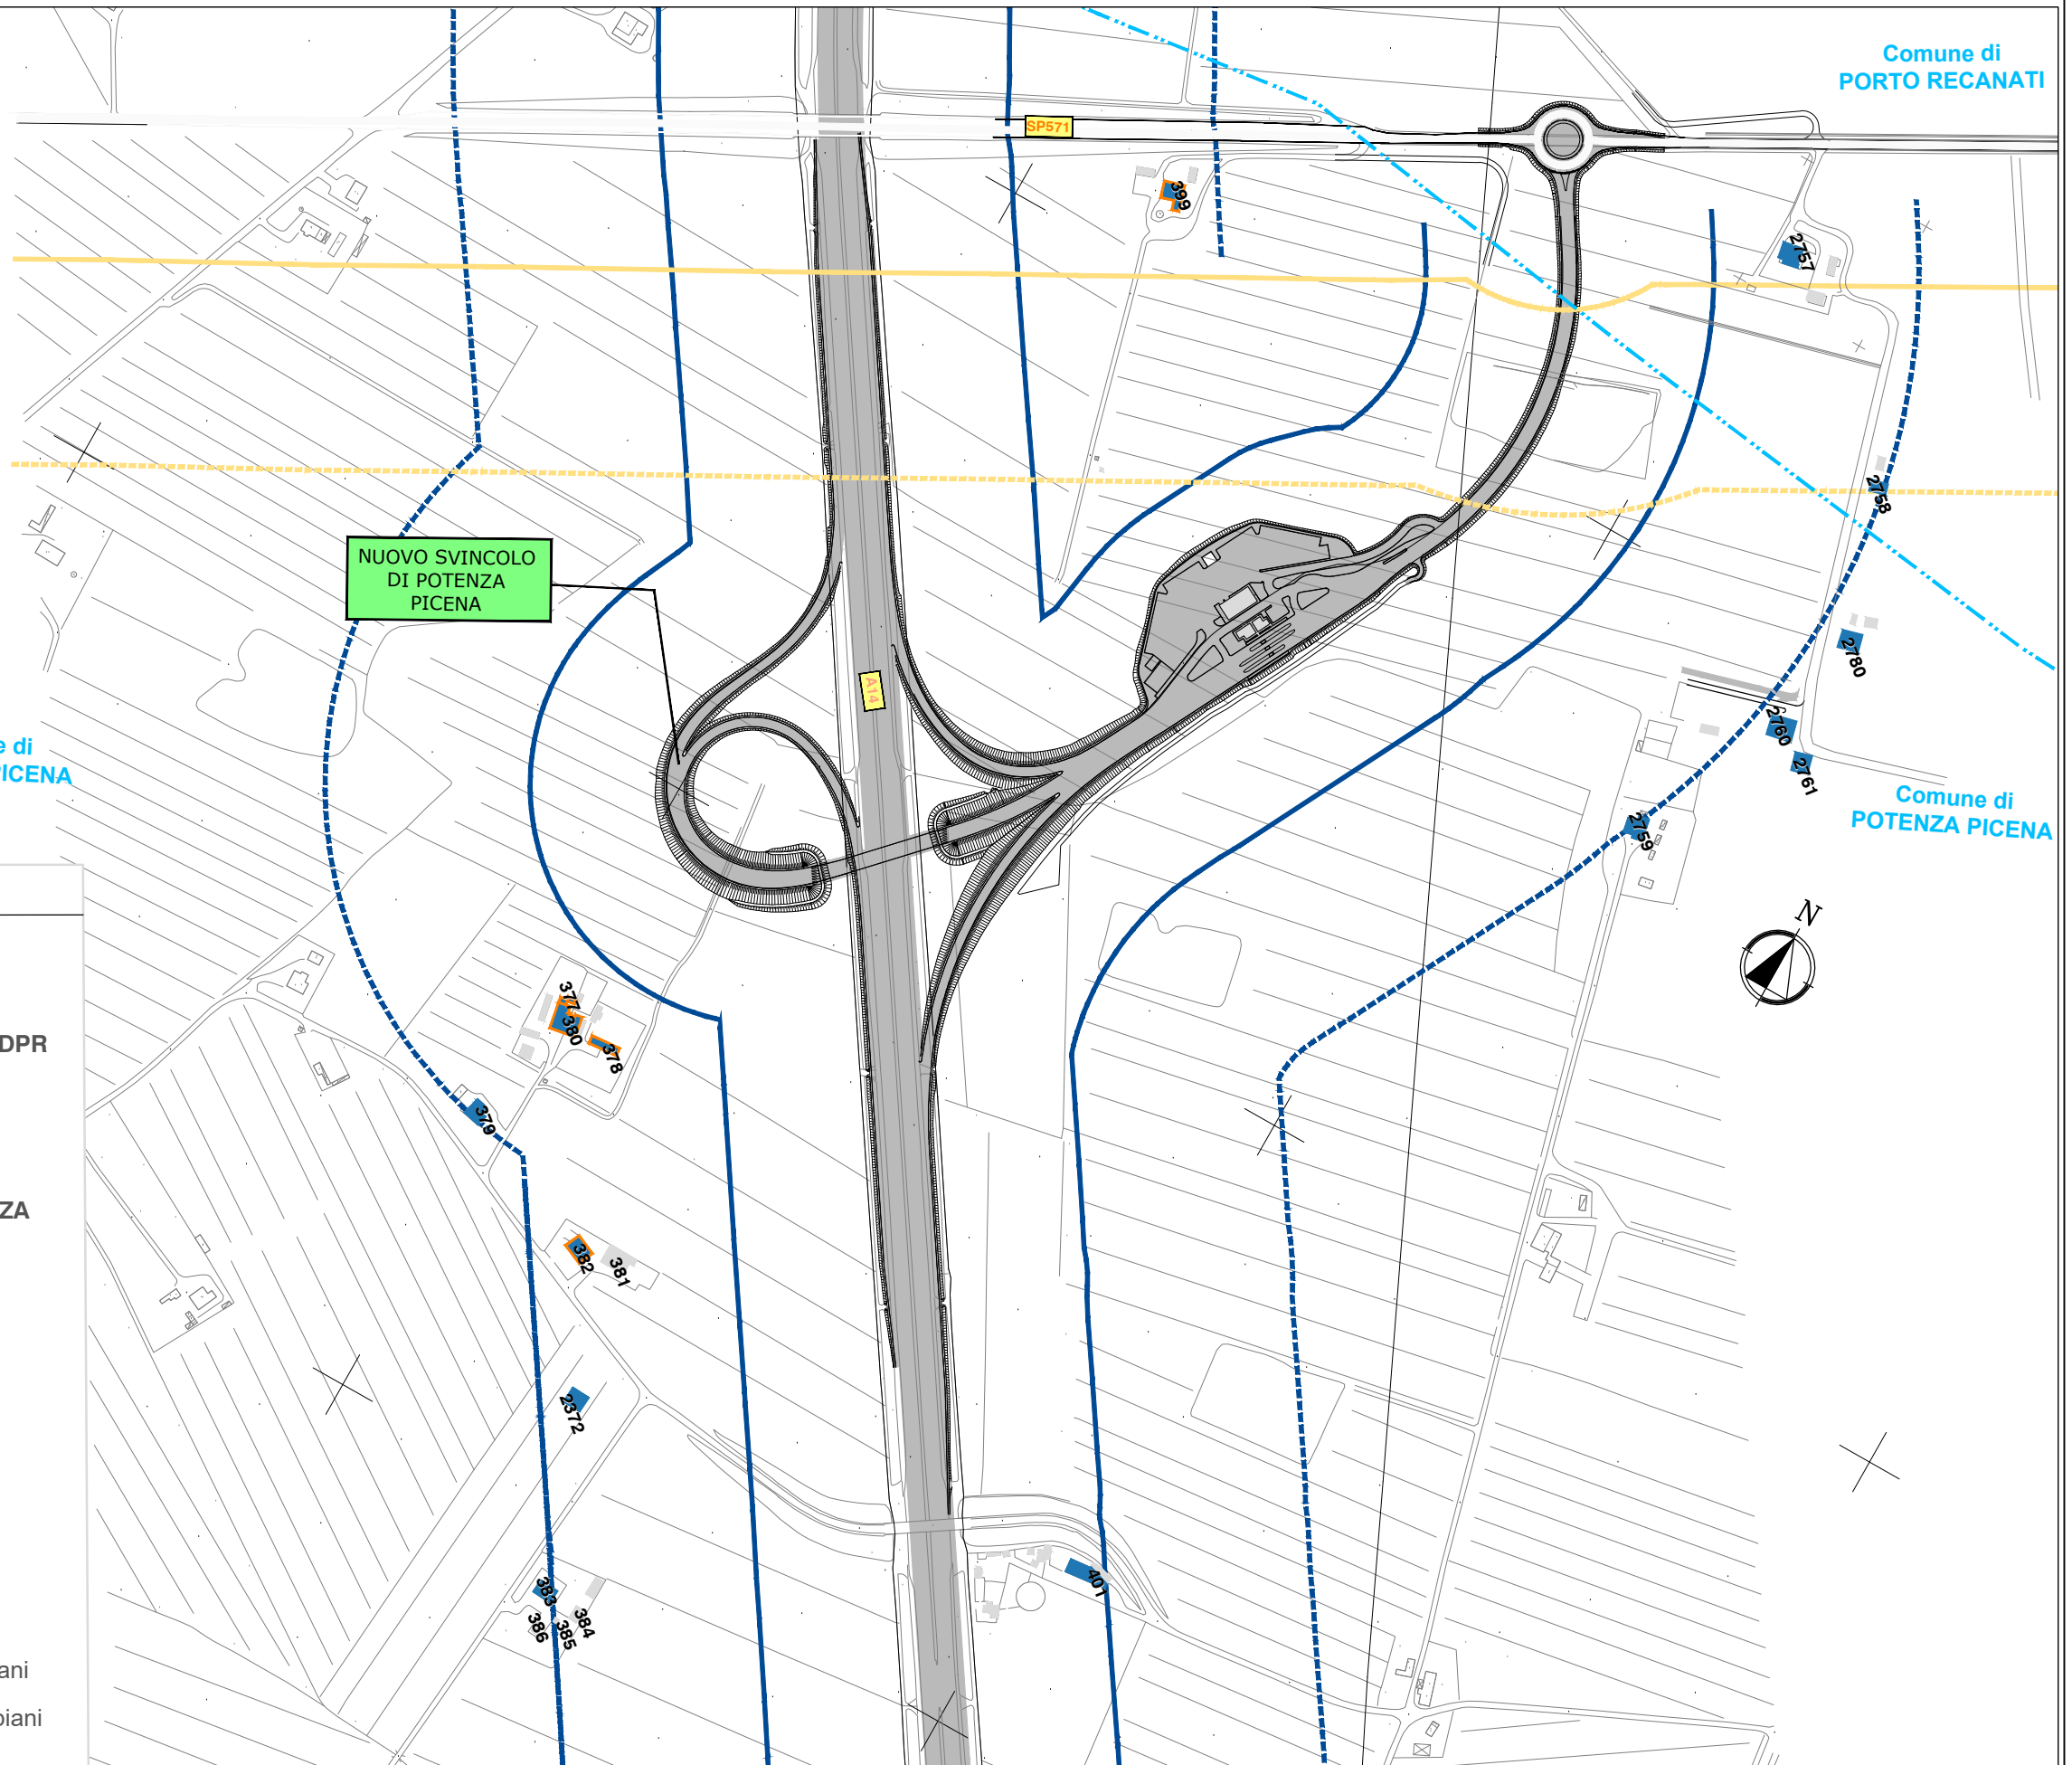 Comune di
PORTO RECANATI
SP571
399
2757
2758
NUOVO SVINCOLO
DI POTENZA
PICENA
A14
2780
2760
2761
e di
PICENA
Comune di
POTENZA PICENA
2759
N
377
380
378
DPR
379
ZA
382
381
2372
401
383
384
385
386
ani
piani